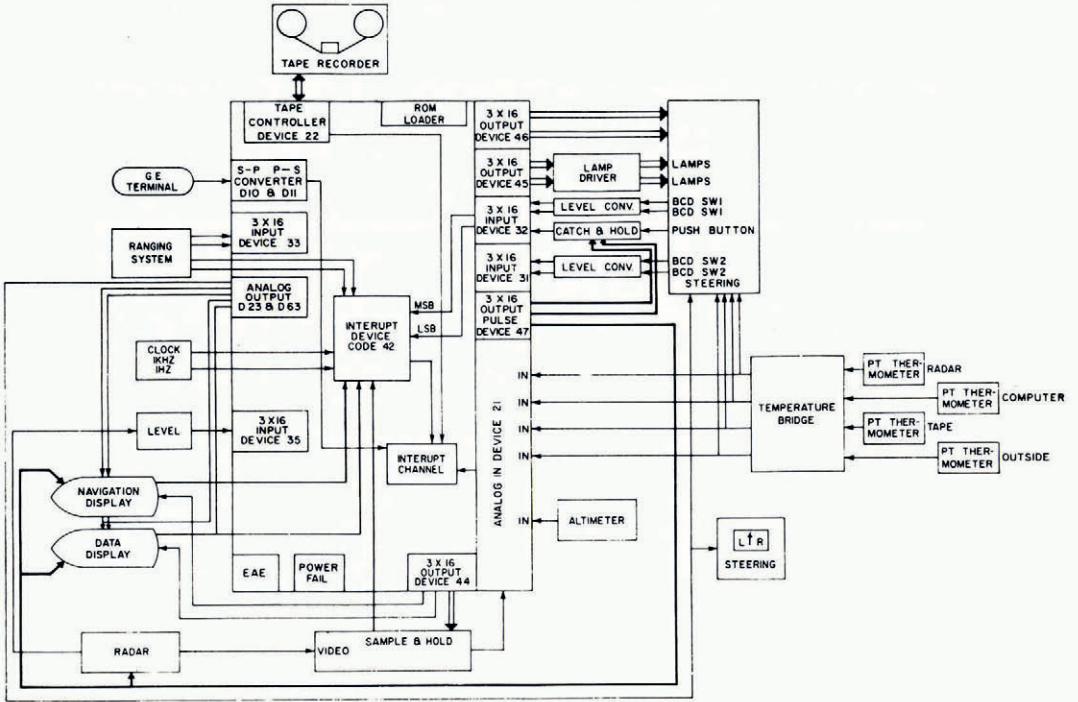 TAPE RECORDER
TAPE
CONTROLLER
DEVICE 22
ROM
LOADER
3 X 16
OUTPUT
DEVICE 46
G.E
TERMINAL
S-P P-S
CONVERTER
D10 & D11
3 X 16
OUTPUT
DEVICE 45
LAMP
DRIVER
LAMPS
LAMPS
3 X 16
INPUT
DEVICE 32
LEVEL CONV.
BCD SW1
BCD SW1
CATCH & HOLD
PUSH BUTTON
RANGING
SYSTEM
3 X 16
INPUT
DEVICE 33
3 X 16
INPUT
DEVICE 31
LEVEL CONV.
BCD SW2
BCD SW2
STEERING
ANALOG
OUTPUT
D23 & D63
3 X 16
OUTPUT
PULSE
DEVICE 47
MSB
LSB
INTERUPT
DEVICE
CODE 42
CLOCK
1KHZ
1HZ
IN
IN
IN
IN
IN
ANALOG IN DEVICE 21
TEMPERATURE
BRIDGE
PT THER-
MOMETER
RADAR
PT THER-
MOMETER
COMPUTER
PT THER-
MOMETER
TAPE
PT THER-
MOMETER
OUTSIDE
LEVEL
3 X 16
INPUT
DEVICE 35
INTERUPT
CHANNEL
NAVIGATION
DISPLAY
DATA
DISPLAY
ALTIMETER
L R
STEERING
EAE
POWER
FAIL
3 X 16
OUTPUT
DEVICE 44
RADAR
VIDEO
SAMPLE & HOLD